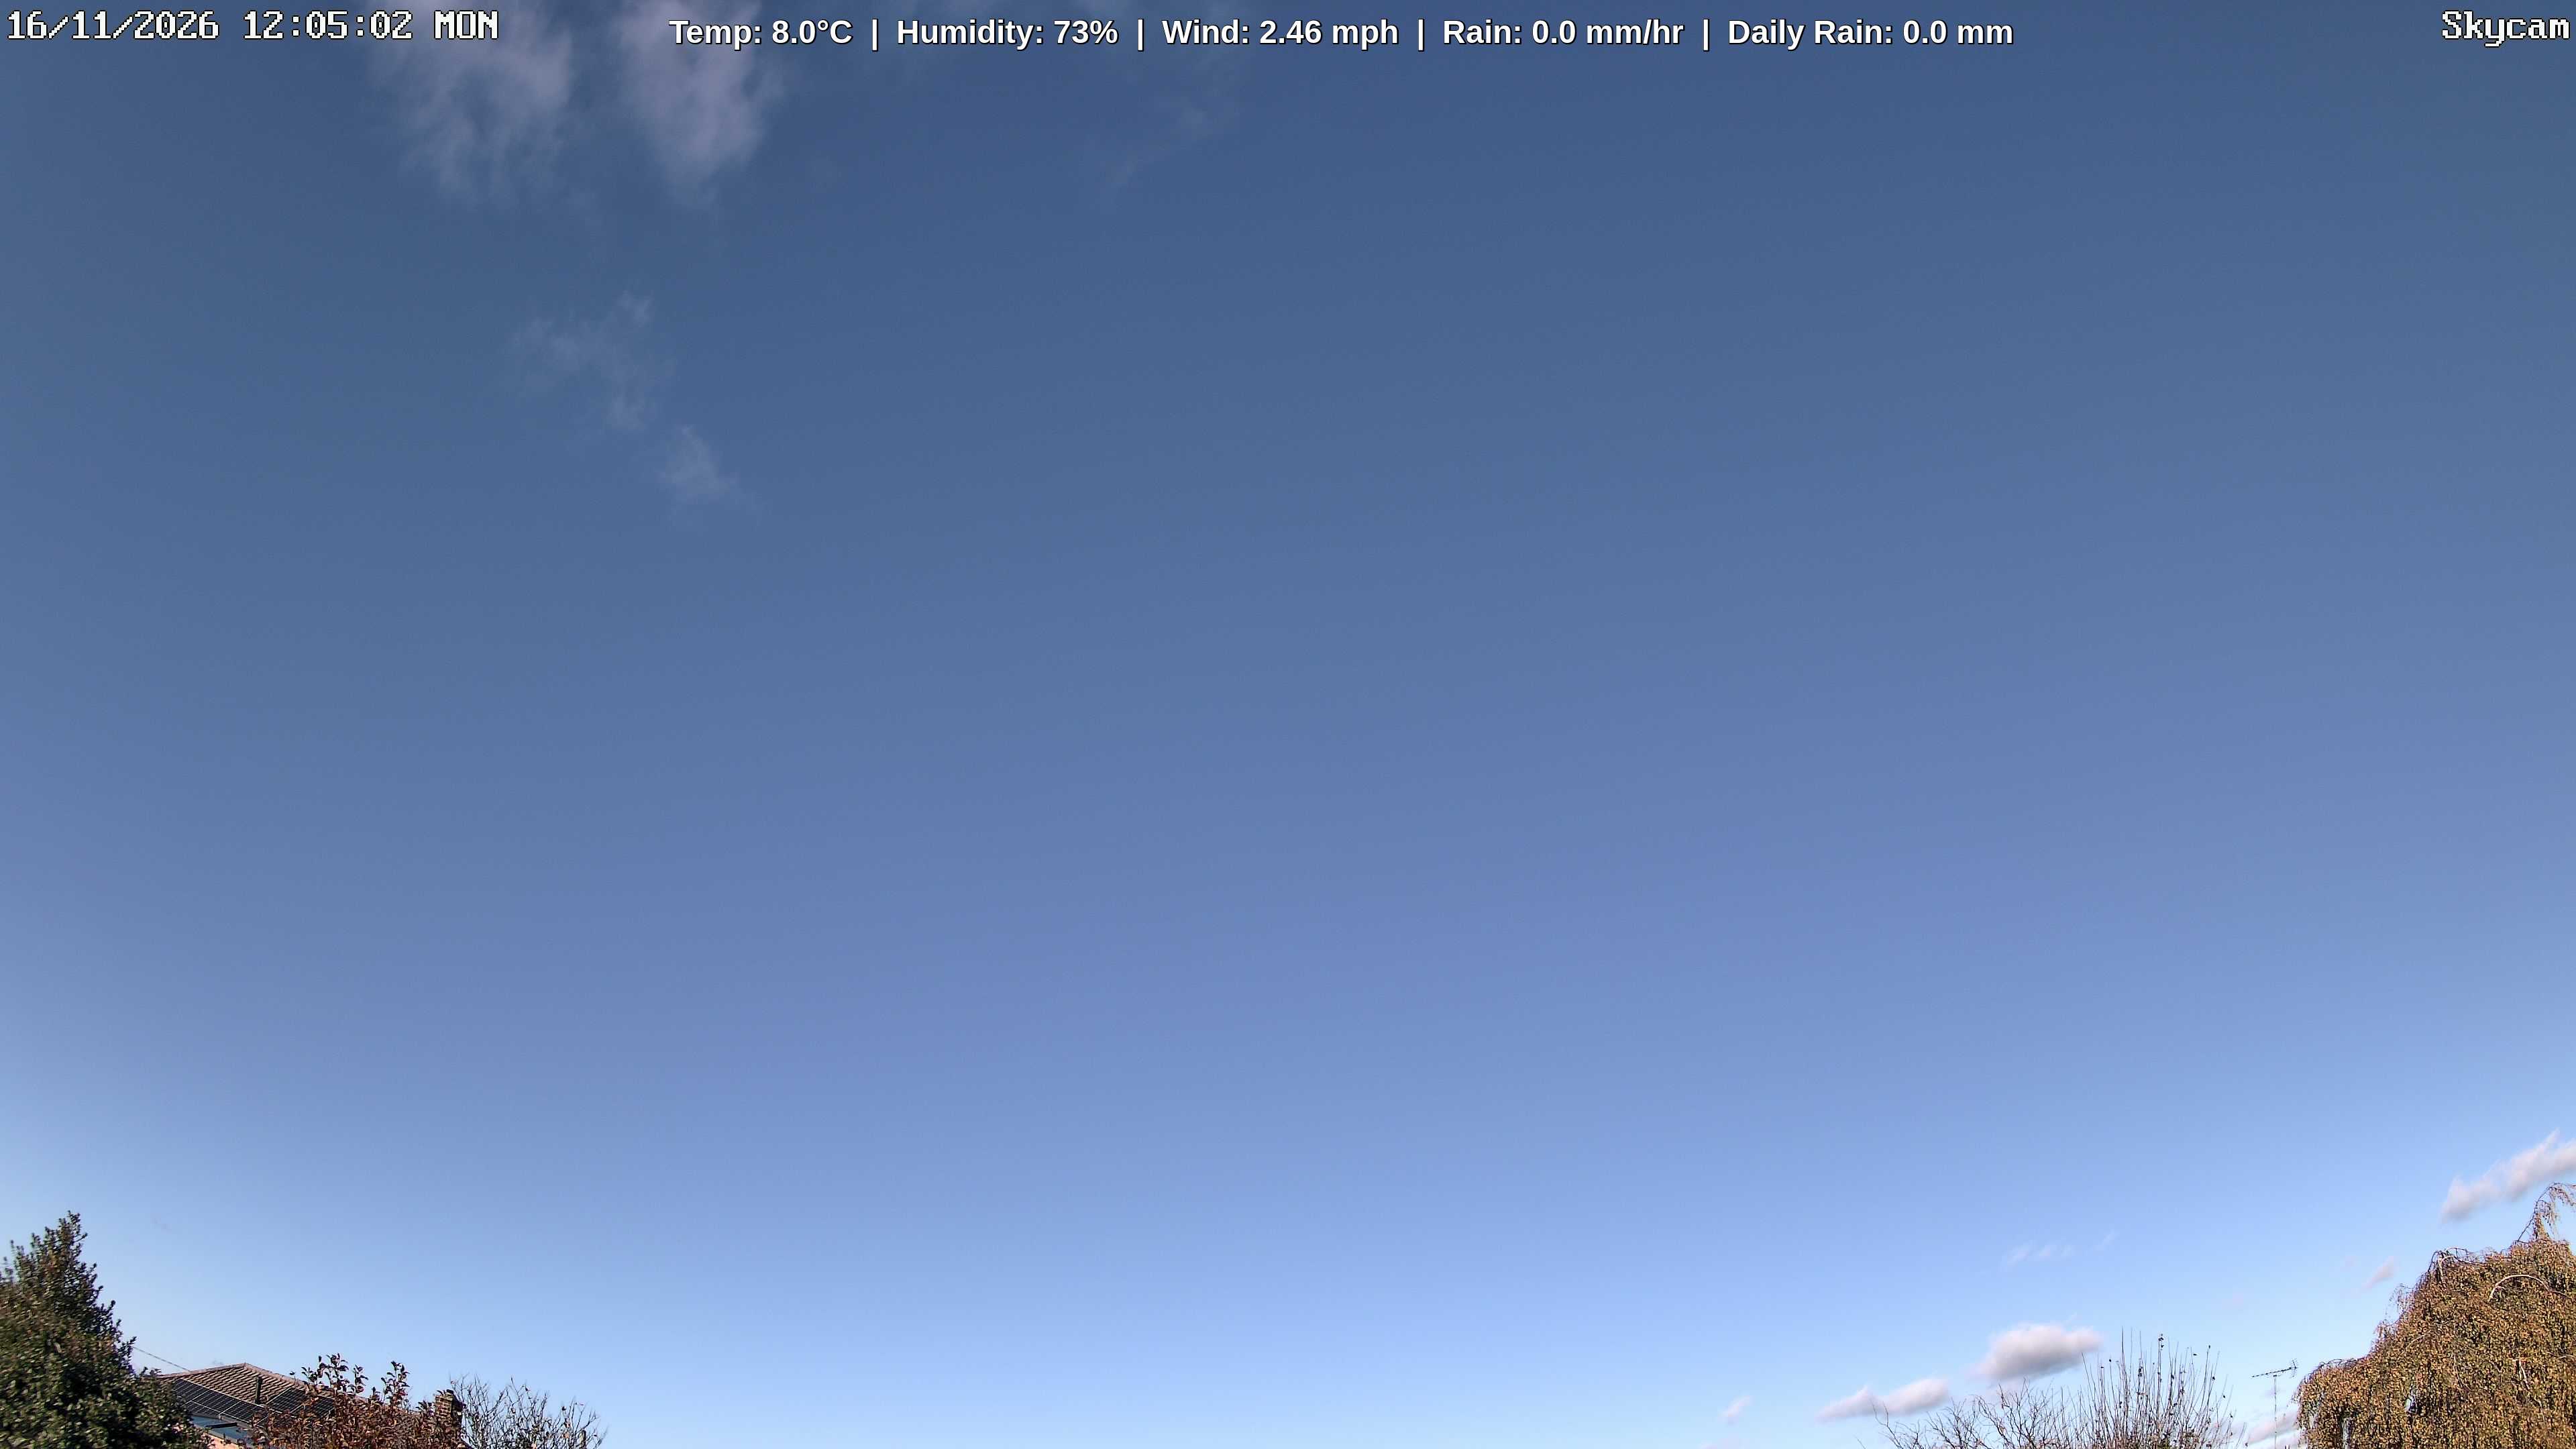 16/11/2026 12:05:02 MON
Temp: 8.0°C | Humidity: 73% | Wind: 2.46 mph | Rain: 0.0 mm/hr | Daily Rain: 0.0 mm
Skycam